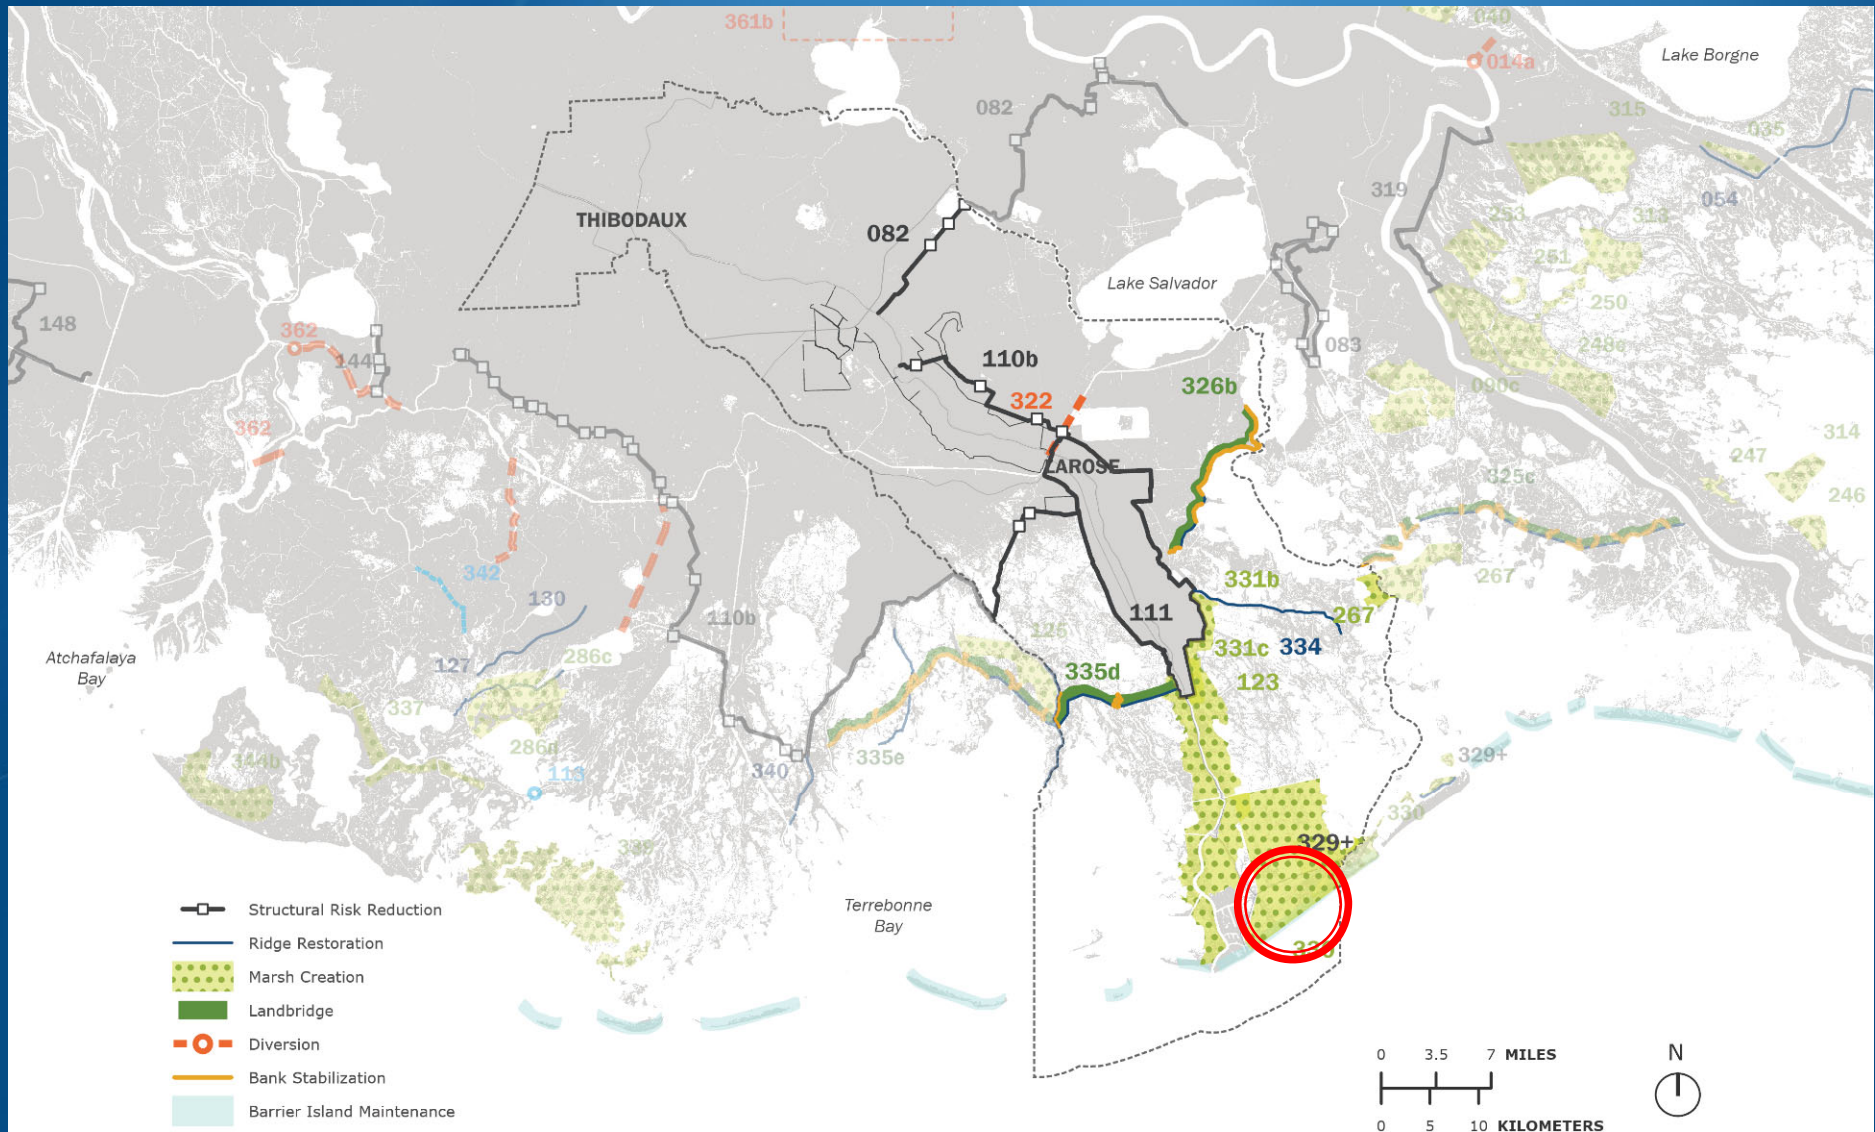 361b
040
Lake Borgne
014a
082
315
035
319
054
THIBODAUX
082
253
313
251
Lake Salvador
250
148
362
144
083
248c
110b
090c
322
326b
362
314
LAROSE
247
325c
246
342
331b
267
130
110b
111
267
125
331c
334
Atchafalaya
Bay
127
286c
335d
123
337
286a
344b
335e
329+
113
340
330
329+
Terrebonne
Bay
Structural Risk Reduction
Ridge Restoration
Marsh Creation
Landbridge
Diversion
Bank Stabilization
Barrier Island Maintenance
0 3.5 7 MILES
0 5 10 KILOMETERS
N